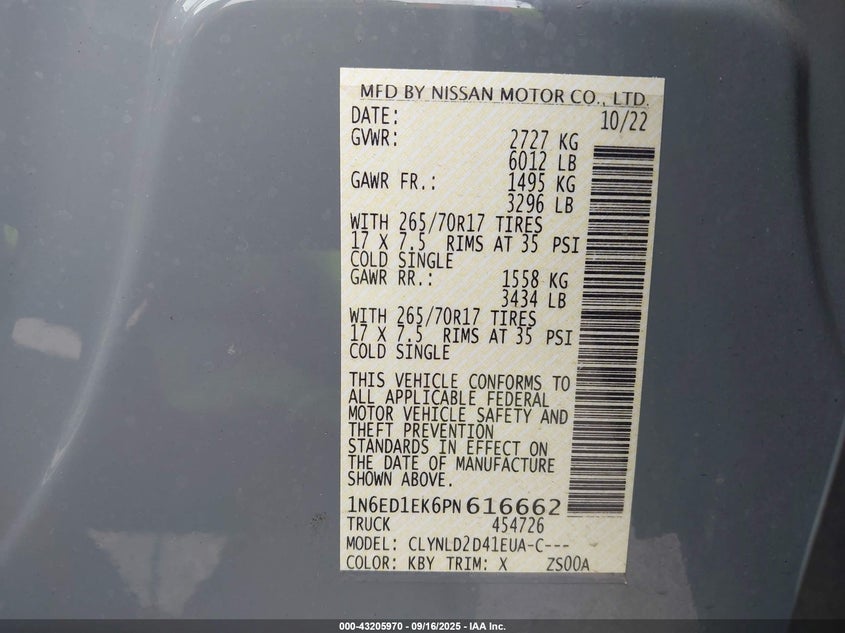 MFD BY NISSAN MOTOR CO., LTD.
DATE: 10/22
GVWR: 2727 KG
6012 LB
GAWR FR.: 1495 KG
3296 LB
WITH 265/70R17 TIRES
17 X 7.5 RIMS AT 35 PSI
COLD SINGLE
GAWR RR.: 1558 KG
3434 LB
WITH 265/70R17 TIRES
17 X 7.5 RIMS AT 35 PSI
COLD SINGLE
THIS VEHICLE CONFORMS TO
ALL APPLICABLE FEDERAL
MOTOR VEHICLE SAFETY AND
THEFT PREVENTION
STANDARDS IN EFFECT ON
THE DATE OF MANUFACTURE
SHOWN ABOVE.
1N6ED1EK6PN616662
TRUCK 454726
MODEL: CLYNLD2D41EUA-C---
COLOR: KBY TRIM: X ZS00A
000-43205970 - 09/16/2025 - IAA Inc.